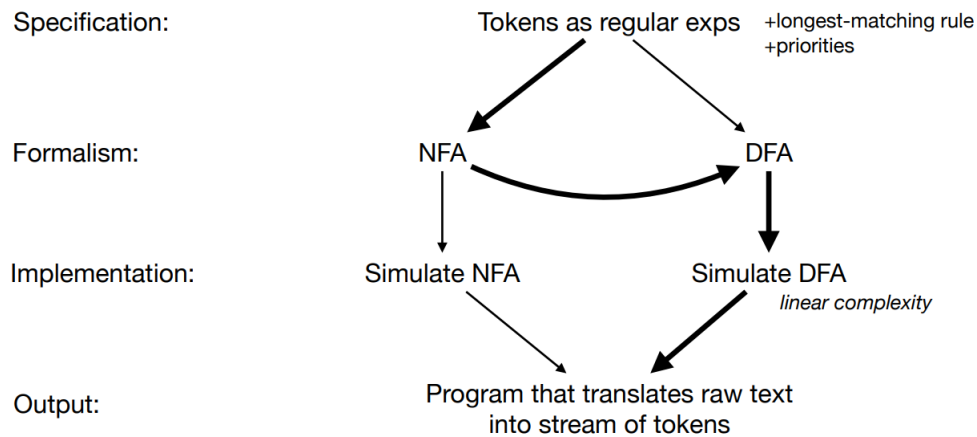 Specification:
Tokens as regular exps
+longest-matching rule
+priorities
Formalism:
NFA
DFA
Implementation:
Simulate NFA
Simulate DFA
linear complexity
Output:
Program that translates raw text
into stream of tokens